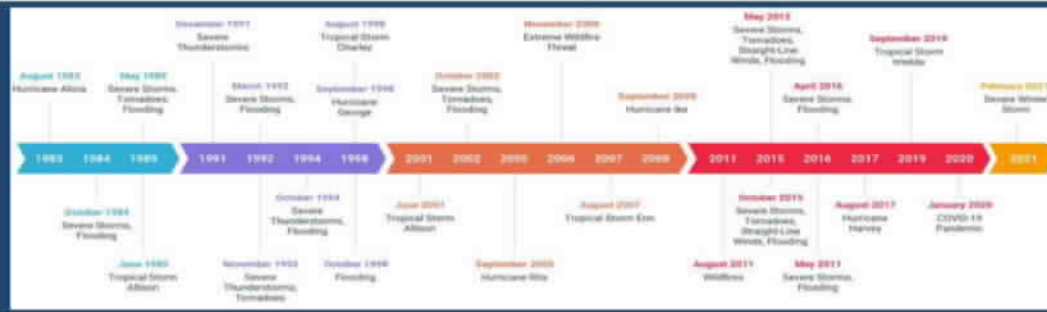 December 1991
Severe
Thunderstorms
August 1998
Tropical Storm
Charley
November 2005
Extreme Wildfire
Threat
May 2015
Severe Storms,
Tornadoes,
Straight-Line
Winds, Flooding
September 2019
Tropical Storm
Imelda
August 1983
Hurricane Alicia
May 1989
Severe Storms,
Tornadoes,
Flooding
March 1992
Severe Storms,
Flooding
September 1998
Hurricane
George
October 2002
Severe Storms,
Tornadoes,
Flooding
September 2008
Hurricane Ike
April 2016
Severe Storms
Flooding
February 2021
Severe Winter
Storm
1983 1984 1989 1991 1992 1994 1998 2001 2002 2005 2006 2007 2008 2011 2015 2016 2017 2019 2020 2021
October 1984
Severe Storms,
Flooding
June 1989
Tropical Storm
Allison
November 1992
Severe
Thunderstorms,
Tornadoes
October 1994
Severe
Thunderstorms,
Flooding
October 1998
Flooding
June 2001
Tropical Storm
Allison
September 2005
Hurricane Rita
August 2007
Tropical Storm Erin
August 2011
Wildfires
October 2015
Severe Storms,
Tornadoes,
Straight-Line
Winds, Flooding
May 2011
Severe Storms,
Flooding
August 2017
Hurricane
Harvey
January 2020
COVID-19
Pandemic